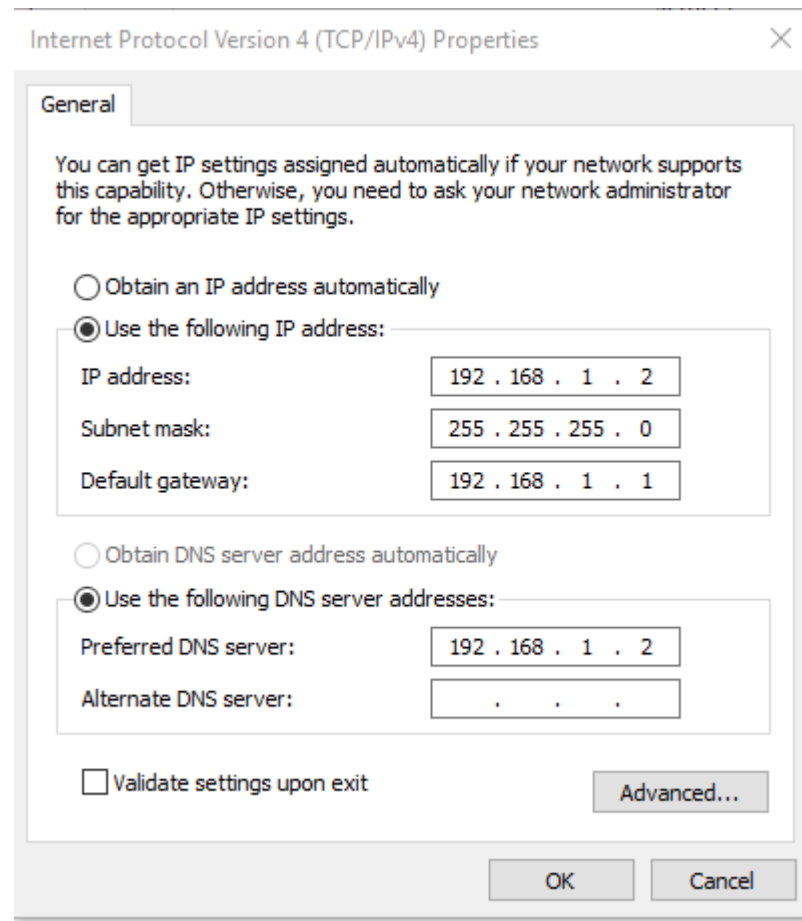 Internet Protocol Version 4 (TCP/IPv4) Properties
General
You can get IP settings assigned automatically if your network supports
this capability. Otherwise, you need to ask your network administrator
for the appropriate IP settings.
Obtain an IP address automatically
Use the following IP address:
IP address: 192 . 168 . 1 . 2
Subnet mask: 255 . 255 . 255 . 0
Default gateway: 192 . 168 . 1 . 1
Obtain DNS server address automatically
Use the following DNS server addresses:
Preferred DNS server: 192 . 168 . 1 . 2
Alternate DNS server: . . .
Validate settings upon exit
Advanced...
OK Cancel